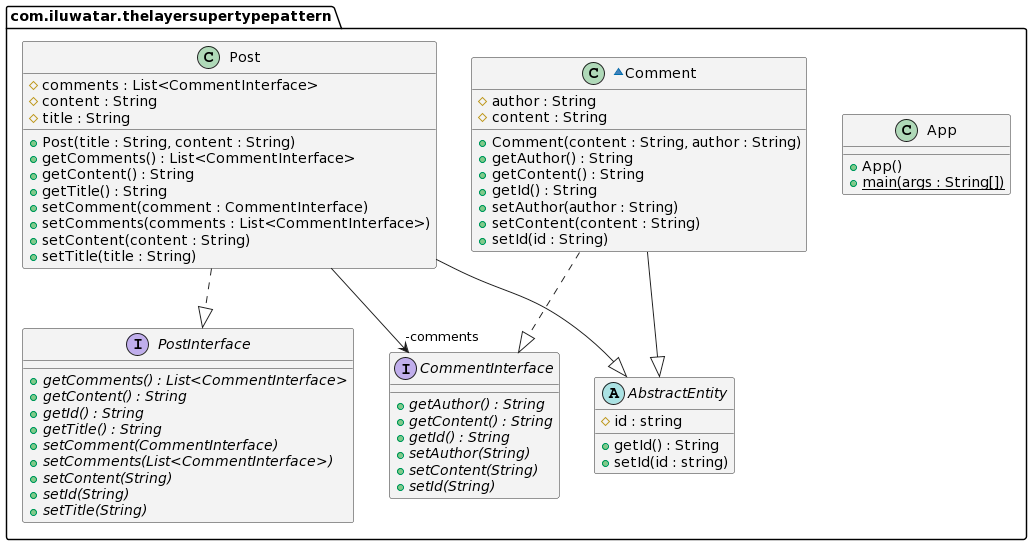 com.iluwatar.thelayersupertypepattern
C Post
comments : List<CommentInterface>
content : String
title : String
Post(title : String, content : String)
getComments() : List<CommentInterface>
getContent() : String
getTitle() : String
setComment(comment : CommentInterface)
setComments(comments : List<CommentInterface>)
setContent(content : String)
setTitle(title : String)
C Comment
author : String
content : String
Comment(content : String, author : String)
getAuthor() : String
getContent() : String
getId() : String
setAuthor(author : String)
setContent(content : String)
setId(id : String)
C App
App()
main(args : String[])
-comments
I PostInterface
getComments() : List<CommentInterface>
getContent() : String
getId() : String
getTitle() : String
setComment(CommentInterface)
setComments(List<CommentInterface>)
setContent(String)
setId(String)
setTitle(String)
I CommentInterface
getAuthor() : String
getContent() : String
getId() : String
setAuthor(String)
setContent(String)
setId(String)
A AbstractEntity
id : string
getId() : String
setId(id : string)